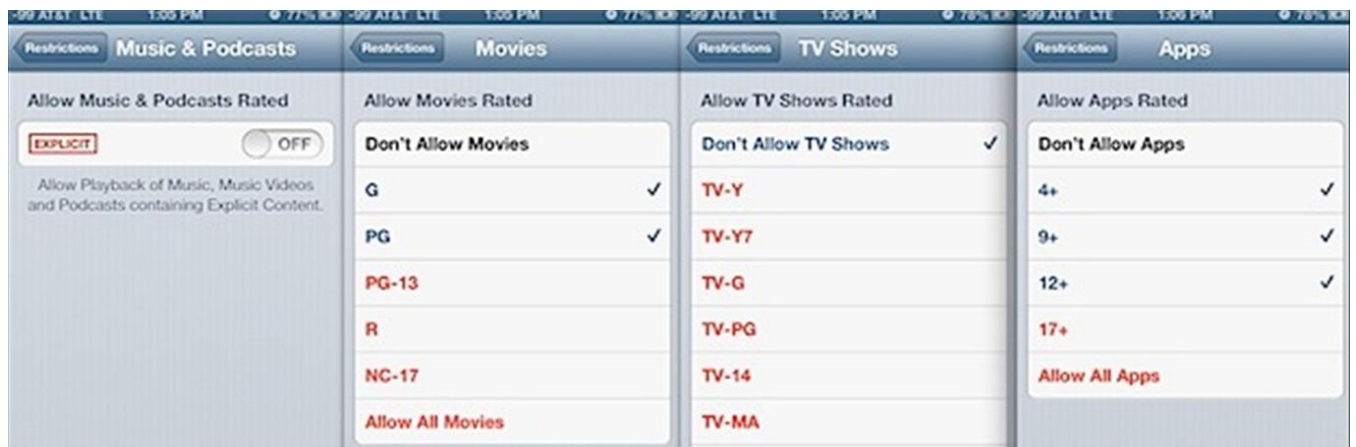 -99 AT&T LTE 1:05 PM 77%
Restrictions Music & Podcasts
Allow Music & Podcasts Rated
EXPLICIT OFF
Allow Playback of Music, Music Videos
and Podcasts containing Explicit Content.
-99 AT&T LTE 1:05 PM 77%
Restrictions Movies
Allow Movies Rated
Don't Allow Movies
G
PG
PG-13
R
NC-17
Allow All Movies
-99 AT&T LTE 1:05 PM 78%
Restrictions TV Shows
Allow TV Shows Rated
Don't Allow TV Shows
TV-Y
TV-Y7
TV-G
TV-PG
TV-14
TV-MA
-99 AT&T LTE 1:06 PM 78%
Restrictions Apps
Allow Apps Rated
Don't Allow Apps
4+
9+
12+
17+
Allow All Apps